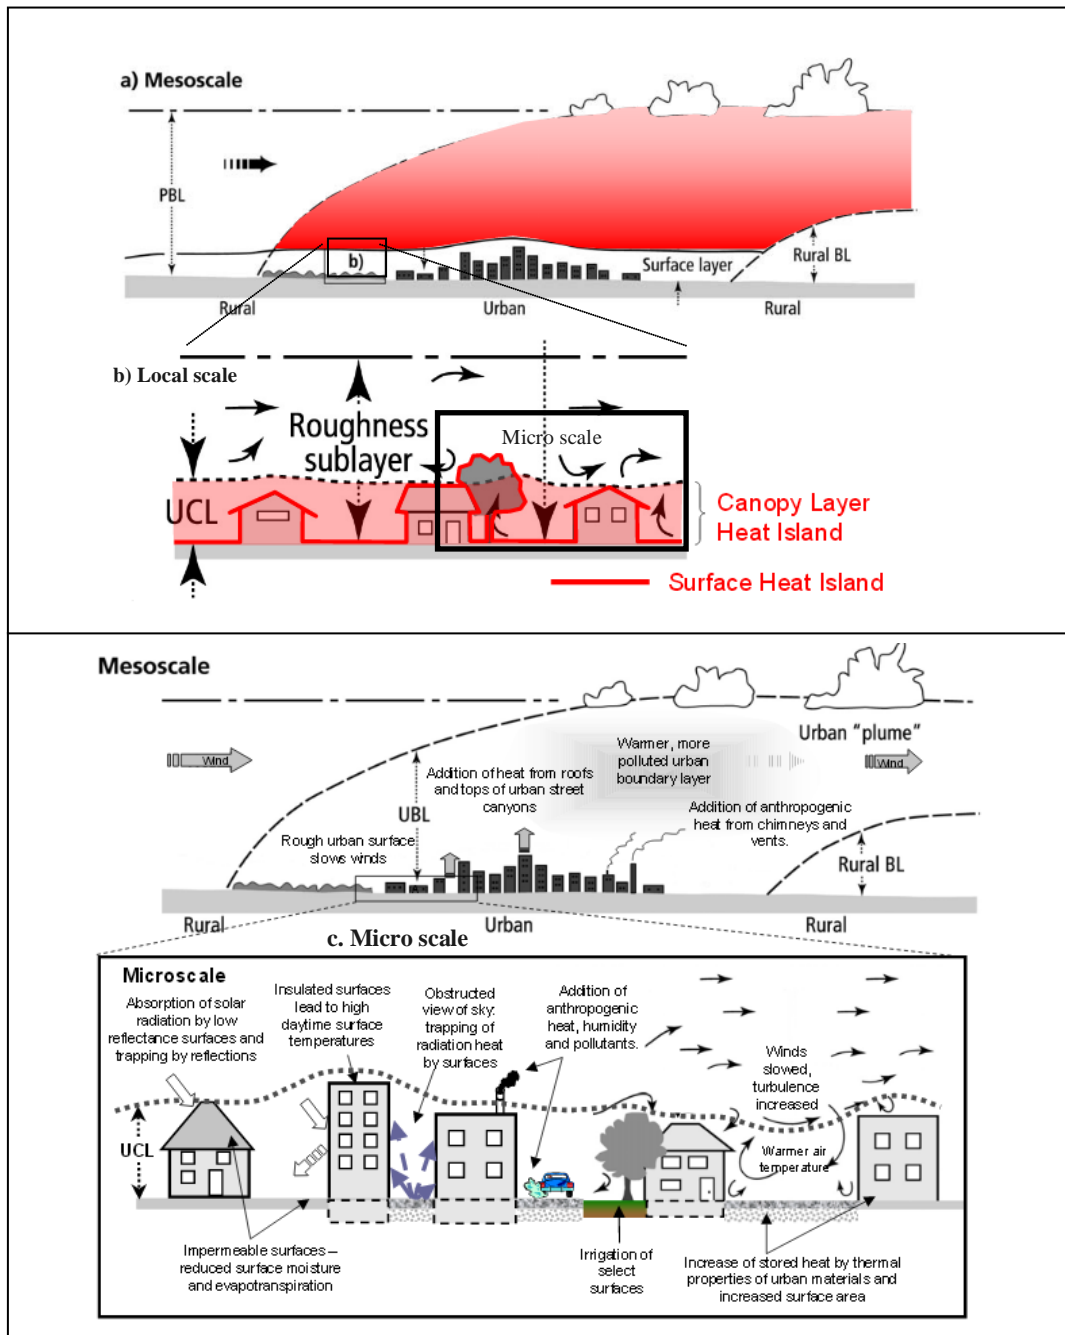 a) Mesoscale
PBL
b)
Surface layer
Rural BL
Rural
Urban
Rural
b) Local scale
Roughness
sublayer
Micro scale
UCL
Canopy Layer
Heat Island
Surface Heat Island
Mesoscale
Urban "plume"
Wind
Warmer, more
polluted urban
boundary layer
Wind
Addition of heat from roofs
and tops of urban street
canyons
UBL
Addition of anthropogenic
heat from chimneys and
vents.
Rough urban surface
slows winds
Rural BL
Rural
Urban
Rural
c. Micro scale
Microscale
Absorption of solar
radiation by low
reflectance surfaces and
trapping by reflections
Insulated surfaces
lead to high
daytime surface
temperatures
Obstructed
view of sky:
trapping of
radiation heat
by surfaces
Addition of
anthropogenic
heat, humidity
and pollutants.
Winds
slowed,
turbulence
increased
UCL
Warmer air
temperature
Impermeable surfaces –
reduced surface moisture
and evapotranspiration
Irrigation of
select
surfaces
Increase of stored heat by thermal
properties of urban materials and
increased surface area